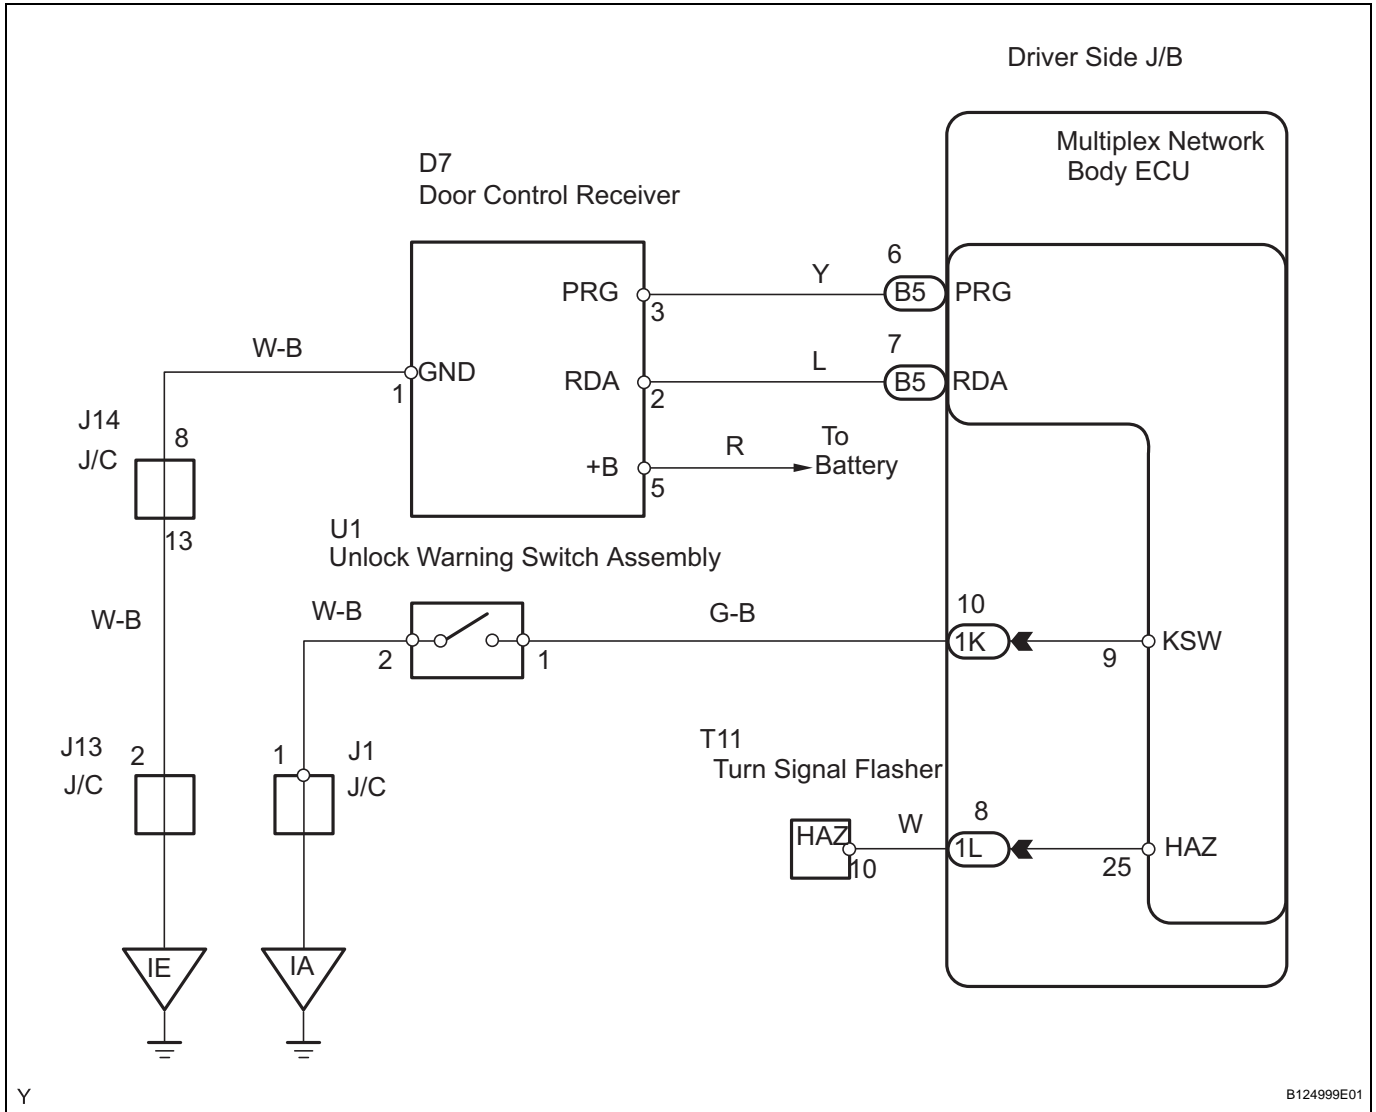 Driver Side J/B
Multiplex Network
Body ECU
D7
Door Control Receiver
PRG
3
Y
6
B5
PRG
W-B
1
GND
RDA
2
L
7
B5
RDA
J14
J/C
8
13
+B
5
R
To
Battery
U1
Unlock Warning Switch Assembly
W-B
W-B
2
1
G-B
10
1K
9
KSW
J13
J/C
2
1
J1
J/C
T11
Turn Signal Flasher
HAZ
10
W
8
1L
25
HAZ
IE
IA
Y
B124999E01